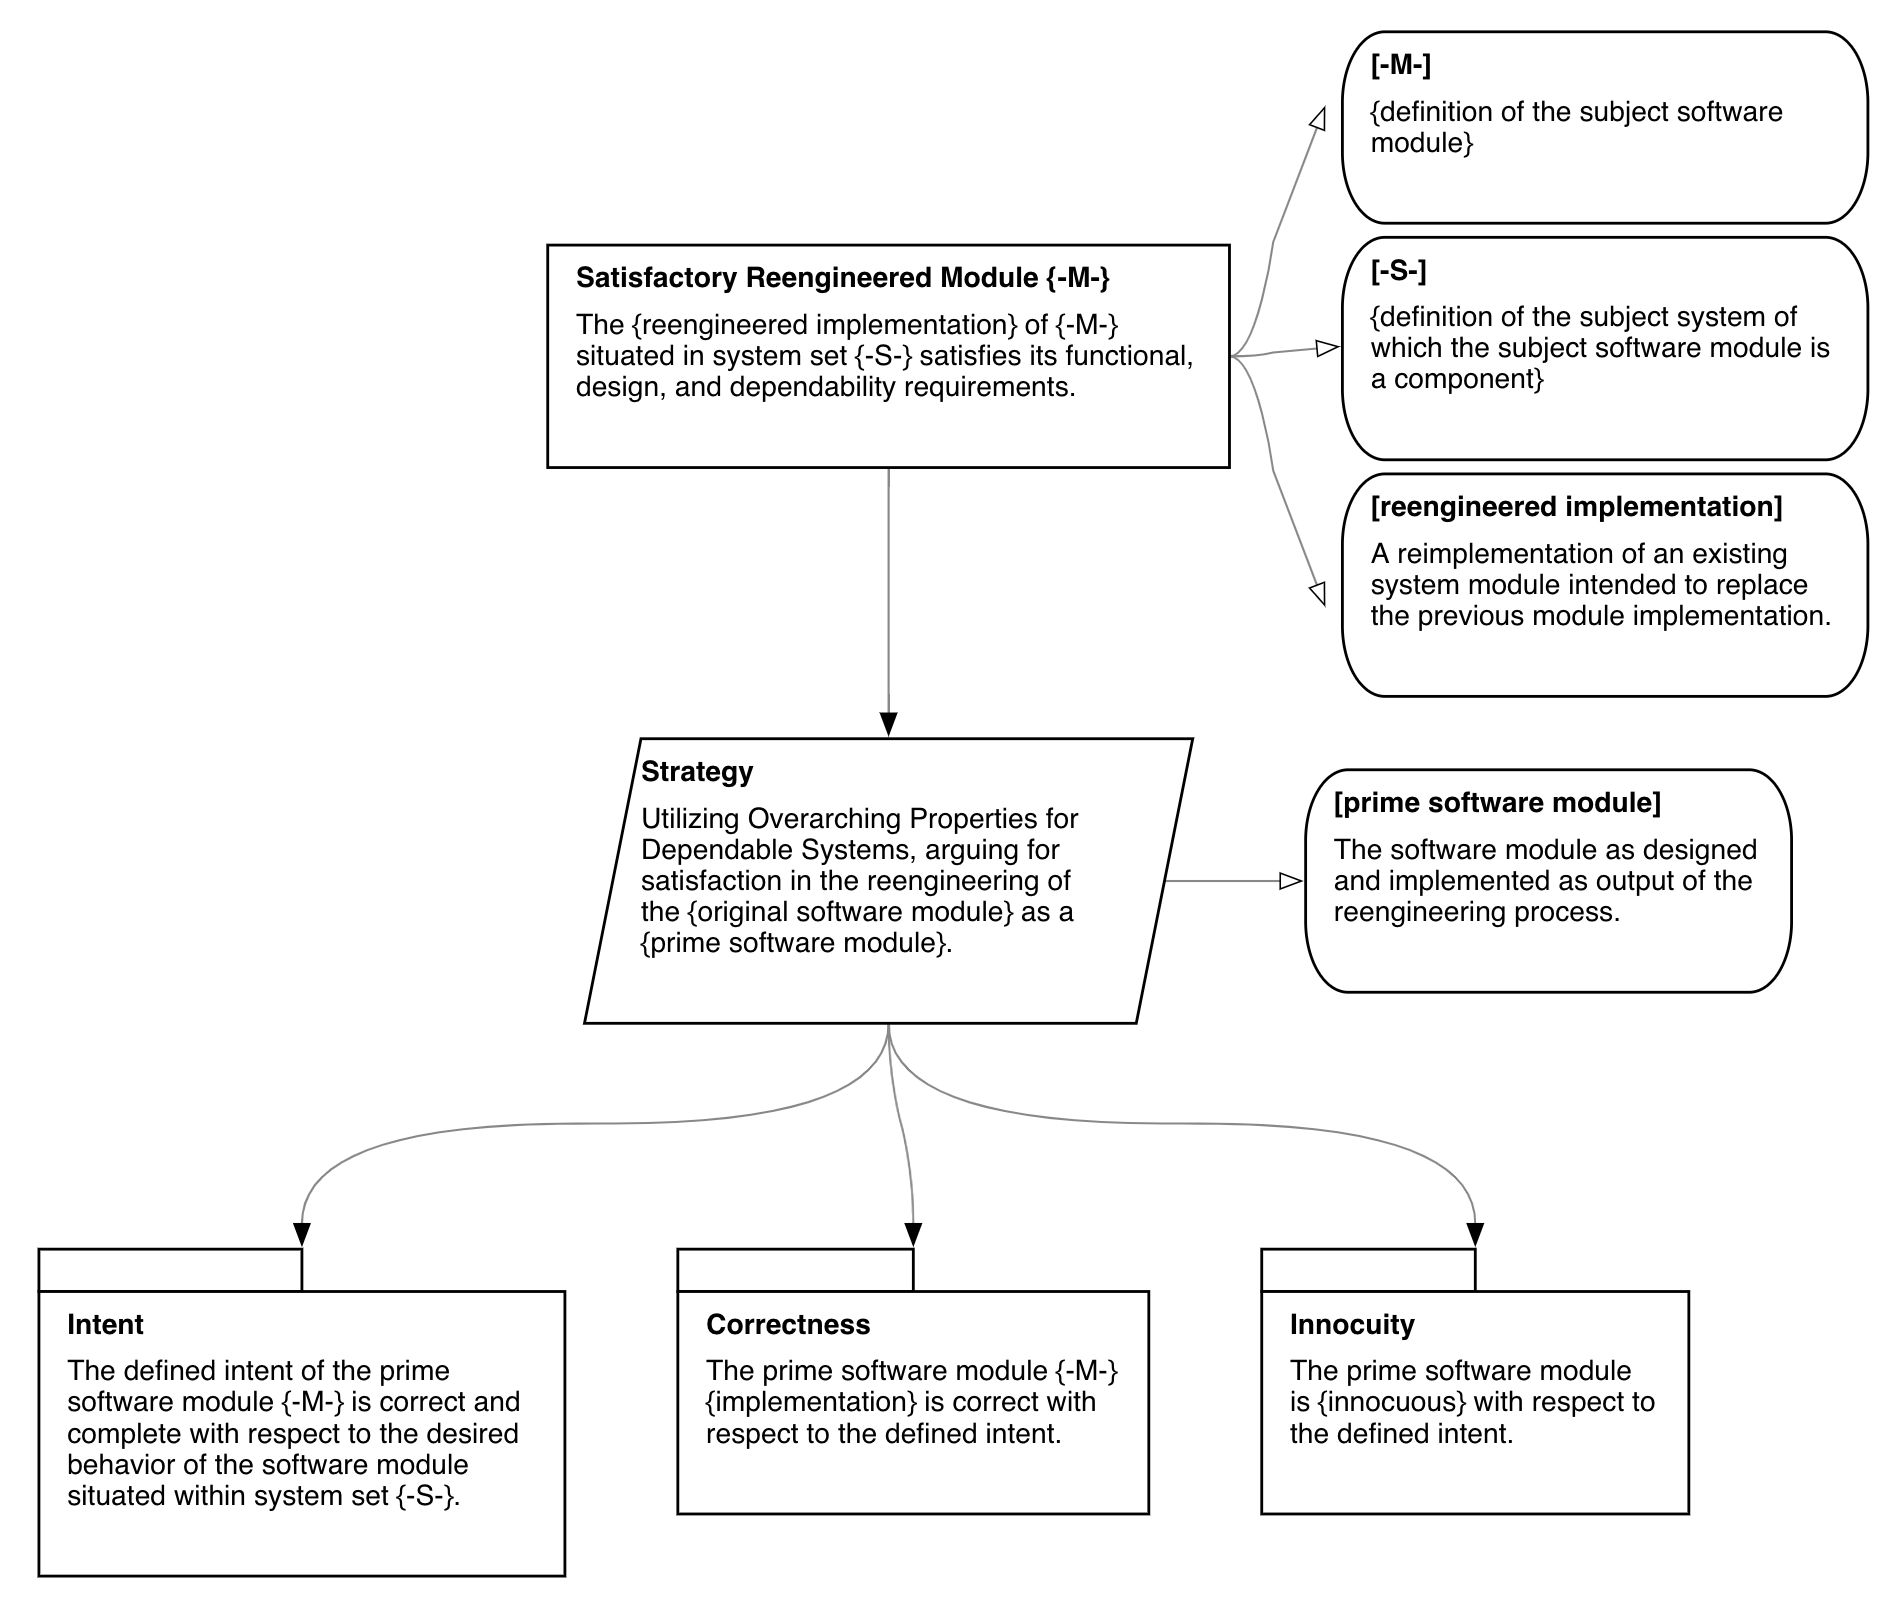 [-M-]
{definition of the subject software
module}
[-S-]
{definition of the subject system of
which the subject software module is
a component}
Satisfactory Reengineered Module {-M-}
The {reengineered implementation} of {-M-}
situated in system set {-S-} satisfies its functional,
design, and dependability requirements.
[reengineered implementation]
A reimplementation of an existing
system module intended to replace
the previous module implementation.
Strategy
Utilizing Overarching Properties for
Dependable Systems, arguing for
satisfaction in the reengineering of
the {original software module} as a
{prime software module}.
[prime software module]
The software module as designed
and implemented as output of the
reengineering process.
Intent
The defined intent of the prime
software module {-M-} is correct and
complete with respect to the desired
behavior of the software module
situated within system set {-S-}.
Correctness
The prime software module {-M-}
{implementation} is correct with
respect to the defined intent.
Innocuity
The prime software module
is {innocuous} with respect to
the defined intent.